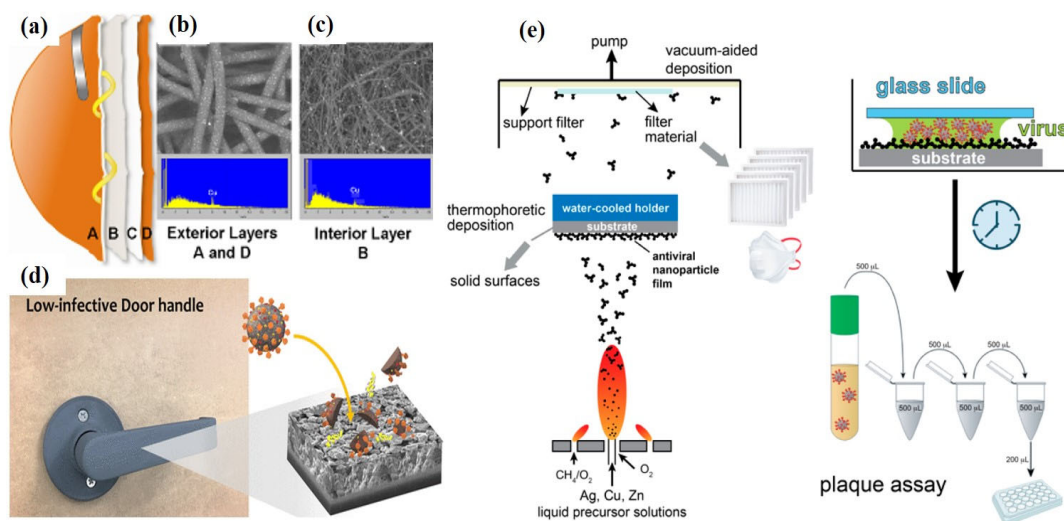 (a)
A B C D
(b)
Cu
Exterior Layers
A and D
(c)
Cu
Interior Layer
B
(d)
Low-infective Door handle
(e)
pump
vacuum-aided
deposition
support filter
filter
material
thermophoretic
deposition
water-cooled holder
substrate
solid surfaces
antiviral
nanoparticle
film
CH₄/O₂
O₂
Ag, Cu, Zn
liquid precursor solutions
glass slide
virus
substrate
500 µL
500 µL
500 µL
500 µL
500 µL
500 µL
200 µL
plaque assay